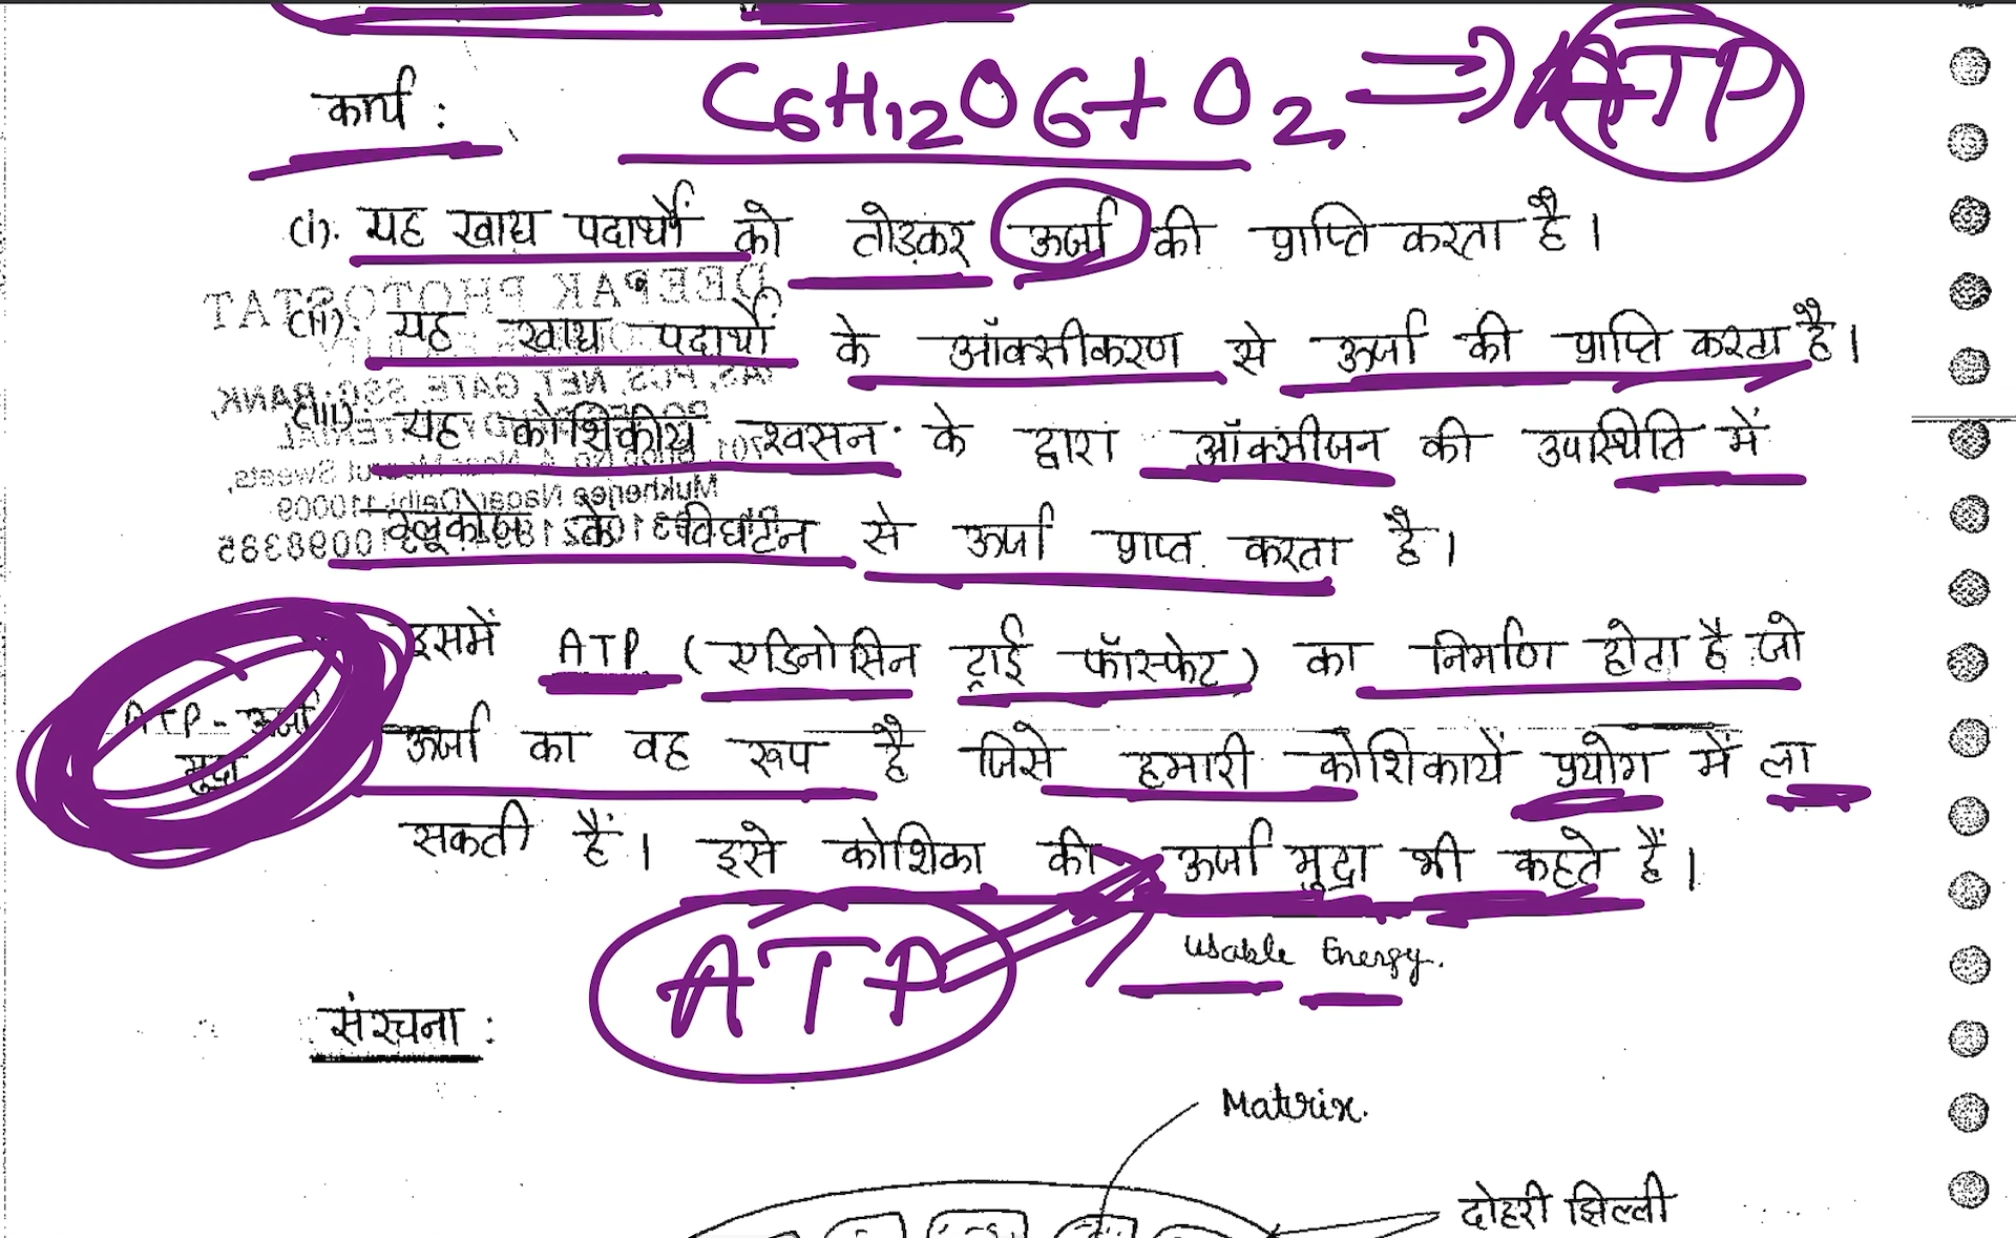 कार्य : C6H12O6 + O2 ⇒ ATP
(i). यह खाद्य पदार्थों को तोड़कर ऊर्जा की प्राप्ति करता है।
(ii). यह खाद्य पदार्थों के ऑक्सीकरण से ऊर्जा की प्राप्ति करता है।
(iii). यह कोशिकीय श्वसन के द्वारा ऑक्सीजन की उपस्थिति में
ग्लूकोज के विघटन से ऊर्जा प्राप्त करता है।
इसमें ATP (एडिनोसिन ट्राई फॉस्फेट) का निर्माण होता है जो
ATP - ऊर्जा
मुद्रा
ऊर्जा का वह रूप है जिसे हमारी कोशिकायें प्रयोग में ला
सकती हैं। इसे कोशिका की ऊर्जा मुद्रा भी कहते हैं।
ATP
Usable Energy.
संरचना :
Matrix.
दोहरी झिल्ली